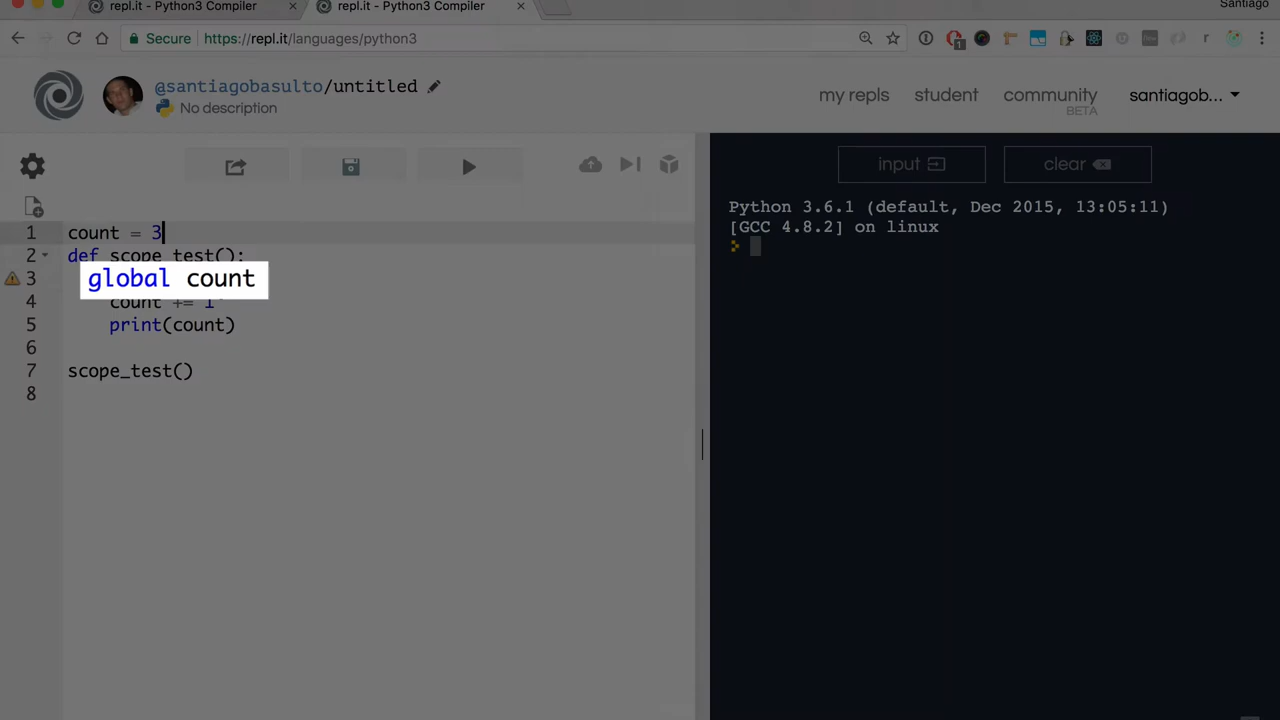 Santiago
repl.it - Python3 Compiler × repl.it - Python3 Compiler ×
Secure https://repl.it/languages/python3
1
@santiagobasulto/untitled
No description
my repls student community santiagob...
BETA
input clear
Python 3.6.1 (default, Dec 2015, 13:05:11)
[GCC 4.8.2] on linux
1 count = 3
2 def scope_test():
3 global count
4 count += 1
5 print(count)
6
7 scope_test()
8